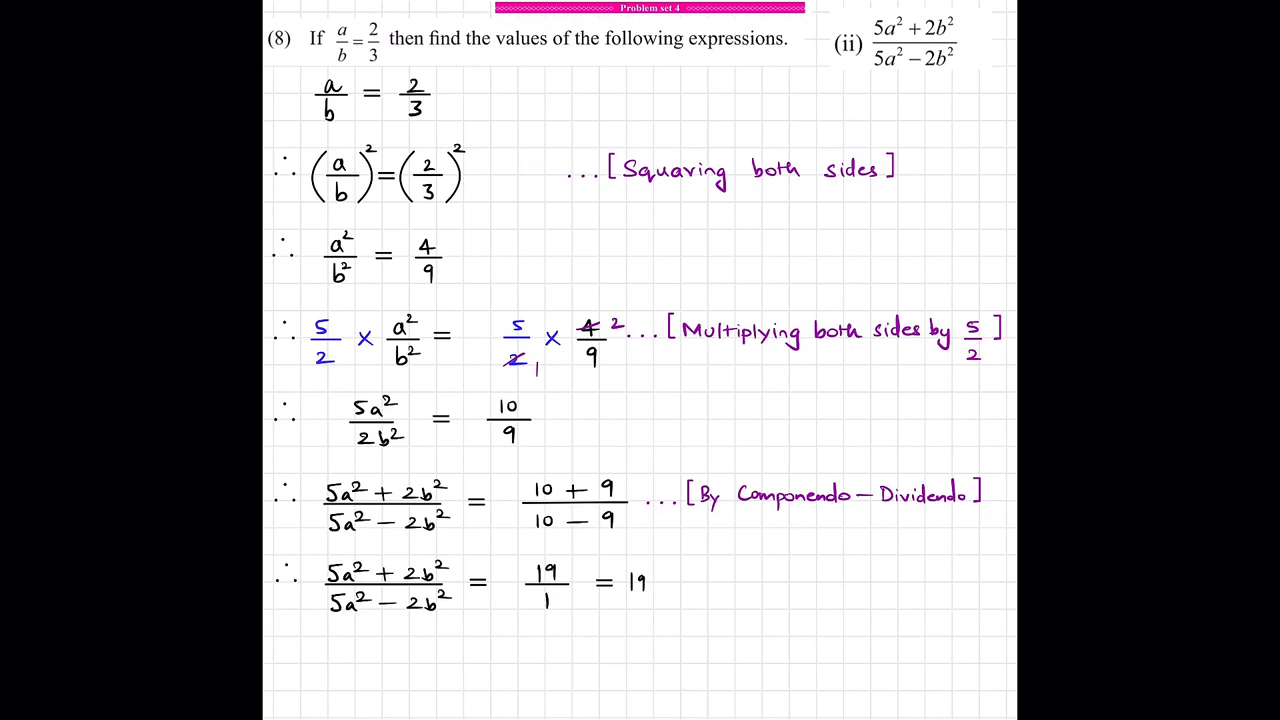 Problem set 4
(8) If a/b = 2/3 then find the values of the following expressions. (ii) (5a² + 2b²)/(5a² − 2b²)
a/b = 2/3
∴ (a/b)² = (2/3)² ...[Squaring both sides]
∴ a²/b² = 4/9
∴ 5/2 × a²/b² = 5/2 1 × 4/9 2 ...[Multiplying both sides by 5/2]
∴ 5a²/2b² = 10/9
∴ (5a² + 2b²)/(5a² − 2b²) = (10 + 9)/(10 − 9) ...[By Componendo – Dividendo]
∴ (5a² + 2b²)/(5a² − 2b²) = 19/1 = 19